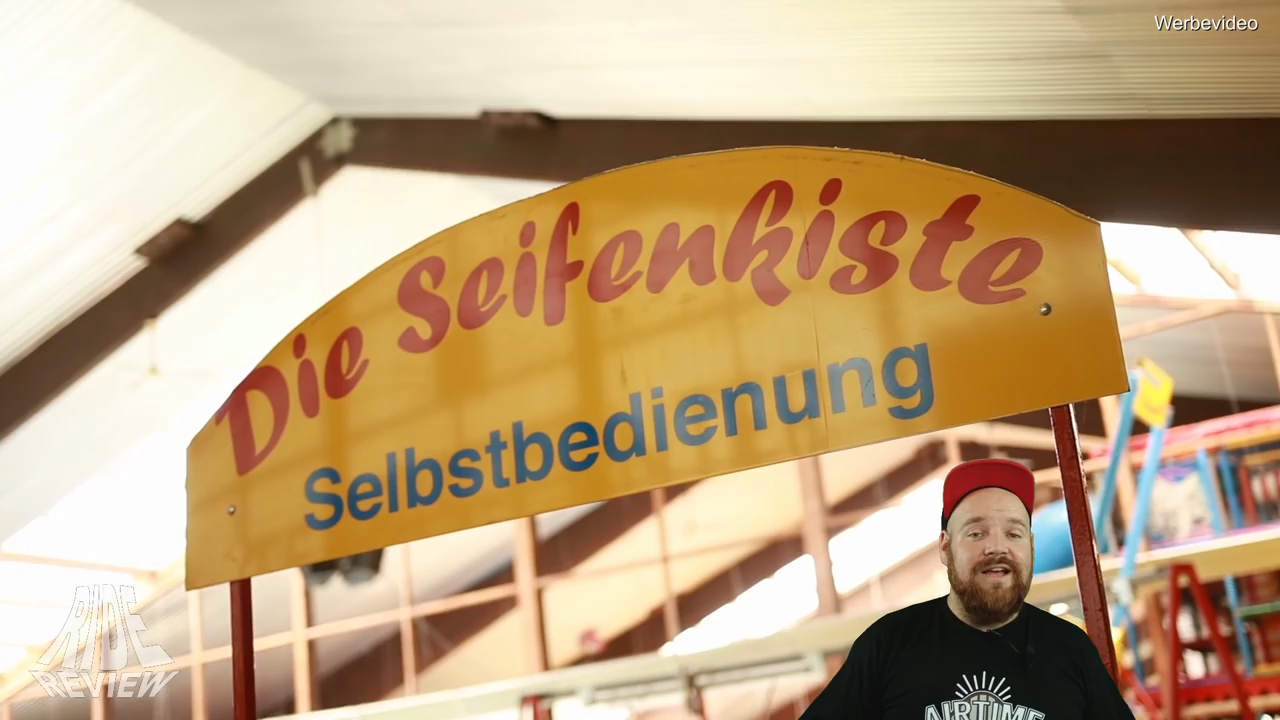 Werbevideo
Die Seifenkiste
Selbstbedienung
RIDE
REVIEW
AIRTIME